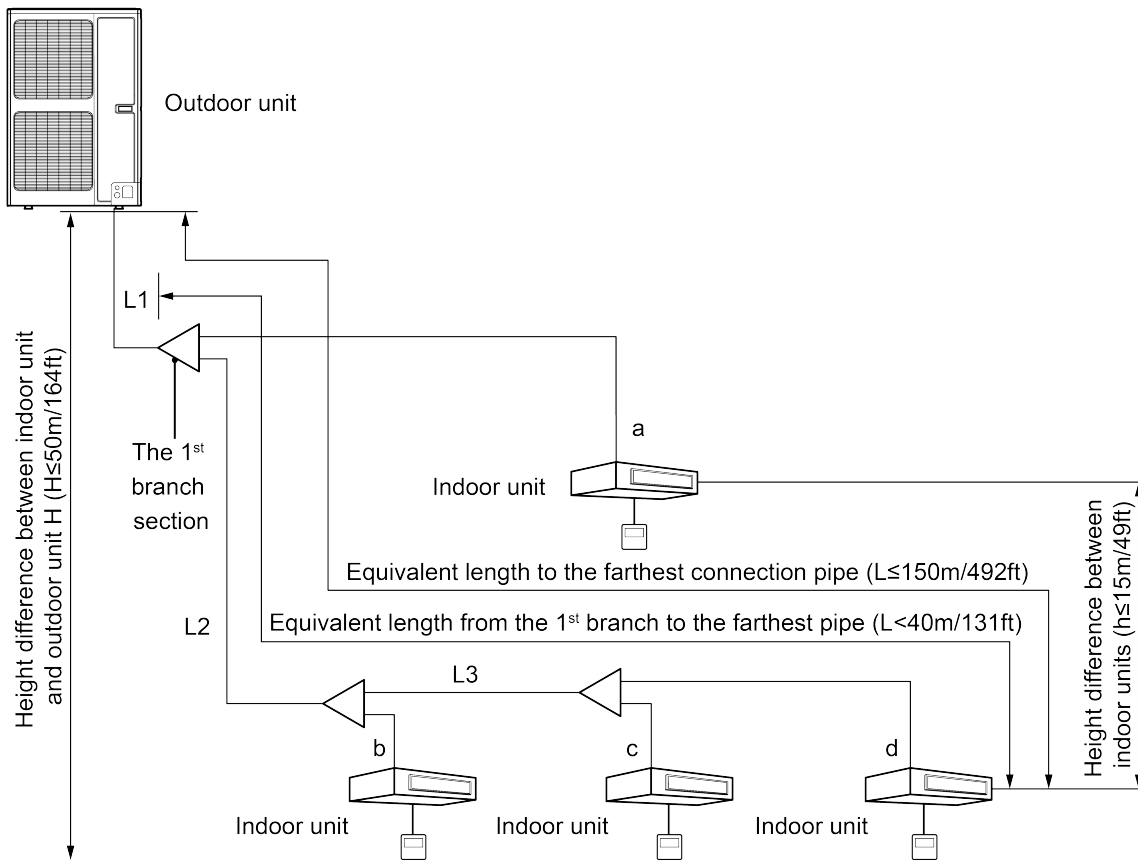 Outdoor unit
L1
The 1st
branch
section
a
Indoor unit
Equivalent length to the farthest connection pipe (L≤150m/492ft)
Equivalent length from the 1st branch to the farthest pipe (L<40m/131ft)
L2
L3
b
c
d
Indoor unit
Indoor unit
Indoor unit
Height difference between indoor unit
and outdoor unit H (H≤50m/164ft)
Height difference between
indoor units (h≤15m/49ft)